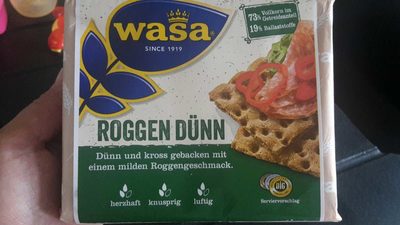 wasa®
SINCE 1919
73% Vollkorn im
Getreideanteil
19% Ballaststoffe
ROGGEN DÜNN
Dünn und kross gebacken mit
einem milden Roggengeschmack.
herzhaft knusprig luftig
Serviervorschlag